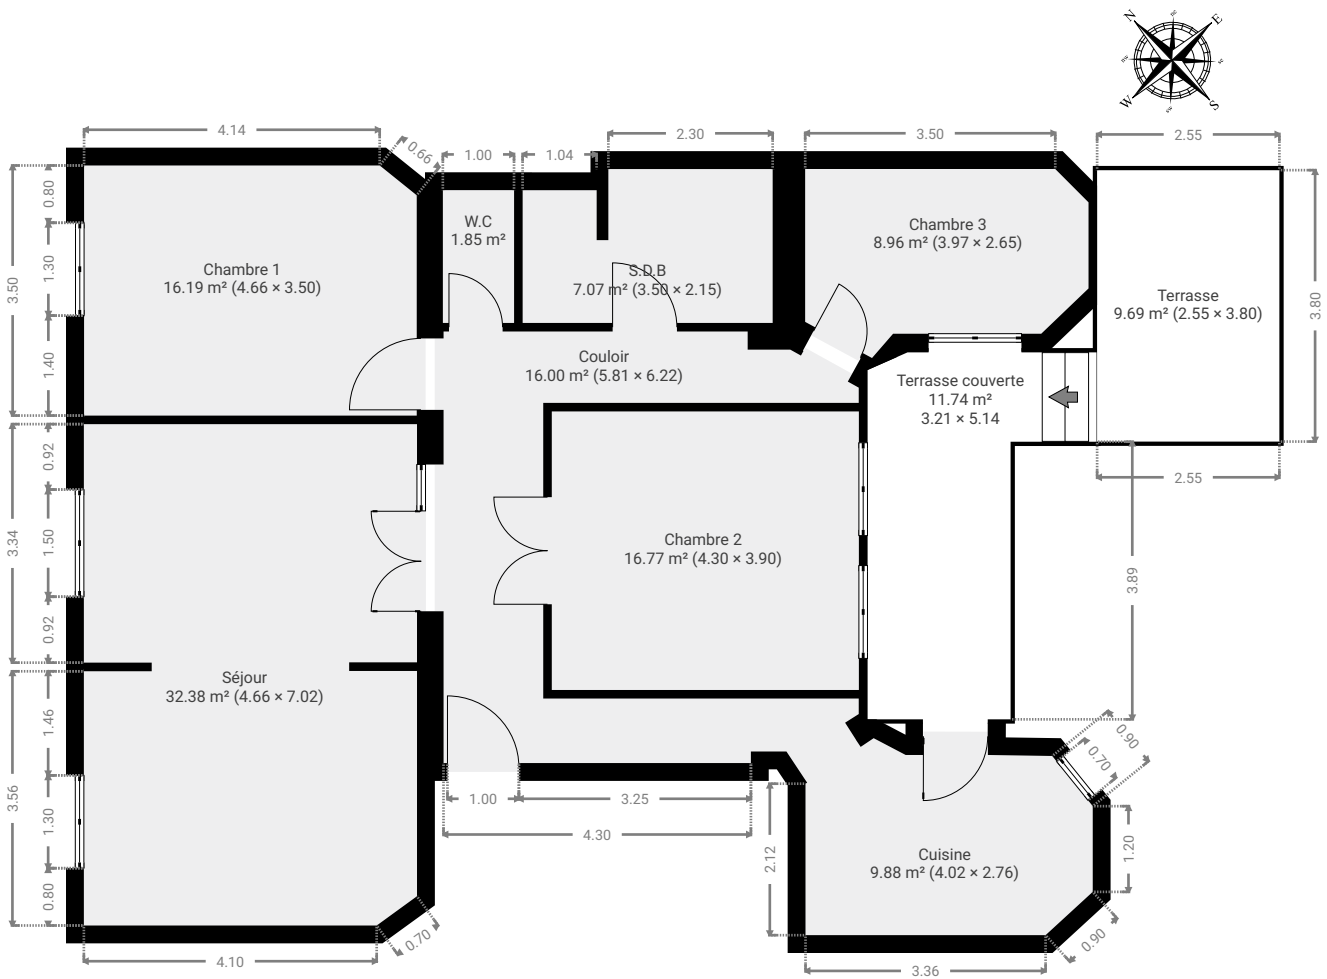 N
E
W
S
4.14
0.66
1.00
1.04
2.30
3.50
2.55
0.80
1.30
1.40
3.50
W.C
1.85 m²
Chambre 1
16.19 m² (4.66 × 3.50)
S.D.B
7.07 m² (3.50 × 2.15)
Chambre 3
8.96 m² (3.97 × 2.65)
Terrasse
9.69 m² (2.55 × 3.80)
3.80
Couloir
16.00 m² (5.81 × 6.22)
Terrasse couverte
11.74 m²
3.21 × 5.14
2.55
0.92
1.50
0.92
3.34
Chambre 2
16.77 m² (4.30 × 3.90)
3.89
Séjour
32.38 m² (4.66 × 7.02)
1.46
1.30
0.80
3.56
0.90
0.70
1.00
3.25
4.30
2.12
1.20
Cuisine
9.88 m² (4.02 × 2.76)
0.70
0.90
4.10
3.36